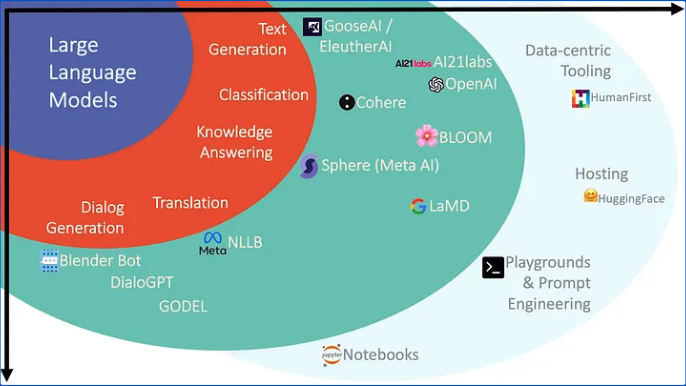 Large
Language
Models
Text
Generation
Classification
Knowledge
Answering
Translation
Dialog
Generation
GooseAI /
EleutherAI
AI21labs AI21labs
OpenAI
Cohere
BLOOM
Sphere (Meta AI)
LaMD
Meta NLLB
Blender Bot
DialoGPT
GODEL
Data-centric
Tooling
HumanFirst
Hosting
HuggingFace
Playgrounds
& Prompt
Engineering
jupyter Notebooks